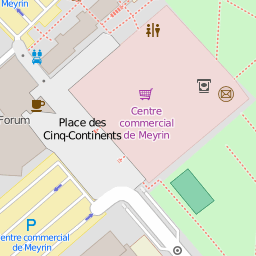 Meyrin
Centre
commercial
de Meyrin
Forum
Place des
Cinq-Continents
P
Centre commercial
de Meyrin